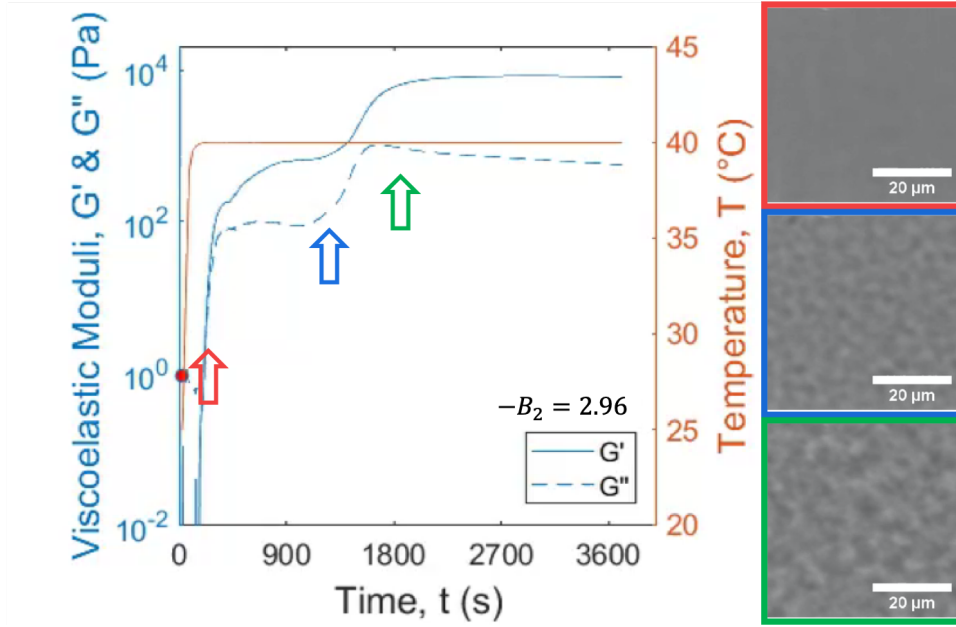 Viscoelastic Moduli, G' & G" (Pa)
10^4
10^2
10^0
10^-2
0
900
1800
2700
3600
Time, t (s)
45
40
35
30
25
20
Temperature, T (°C)
−B₂ = 2.96
G'
G"
20 µm
20 µm
20 µm